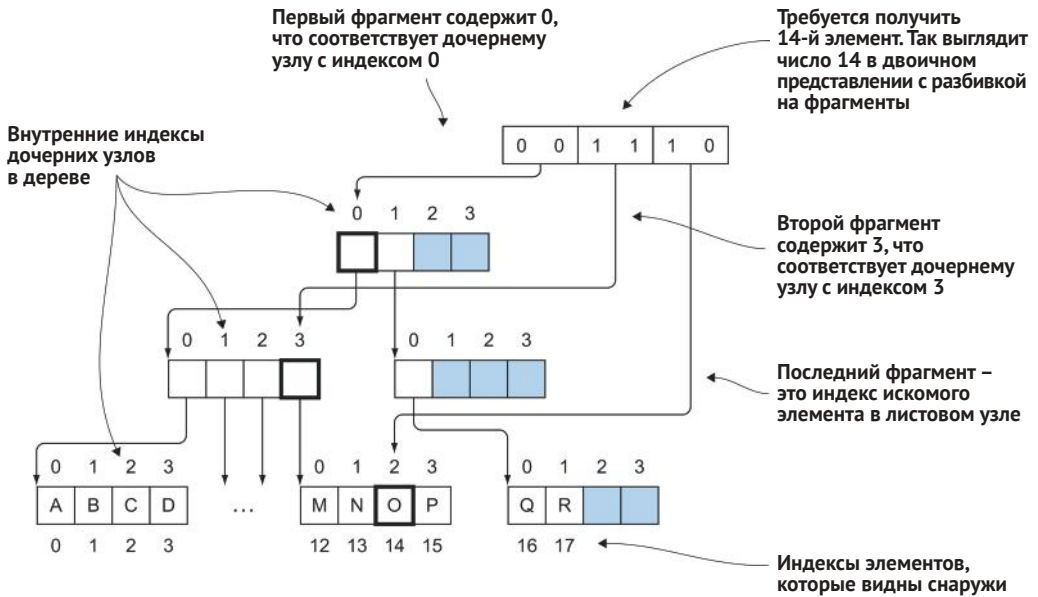 Первый фрагмент содержит 0,
что соответствует дочернему
узлу с индексом 0
Требуется получить
14-й элемент. Так выглядит
число 14 в двоичном
представлении с разбивкой
на фрагменты
Внутренние индексы
дочерних узлов
в дереве
0 0 1 1 1 0
0 1 2 3
Второй фрагмент
содержит 3, что
соответствует дочернему
узлу с индексом 3
0 1 2 3
0 1 2 3
Последний фрагмент –
это индекс искомого
элемента в листовом узле
0 1 2 3
0 1 2 3
0 1 2 3
A B C D
...
M N O P
Q R
0 1 2 3
12 13 14 15
16 17
Индексы элементов,
которые видны снаружи